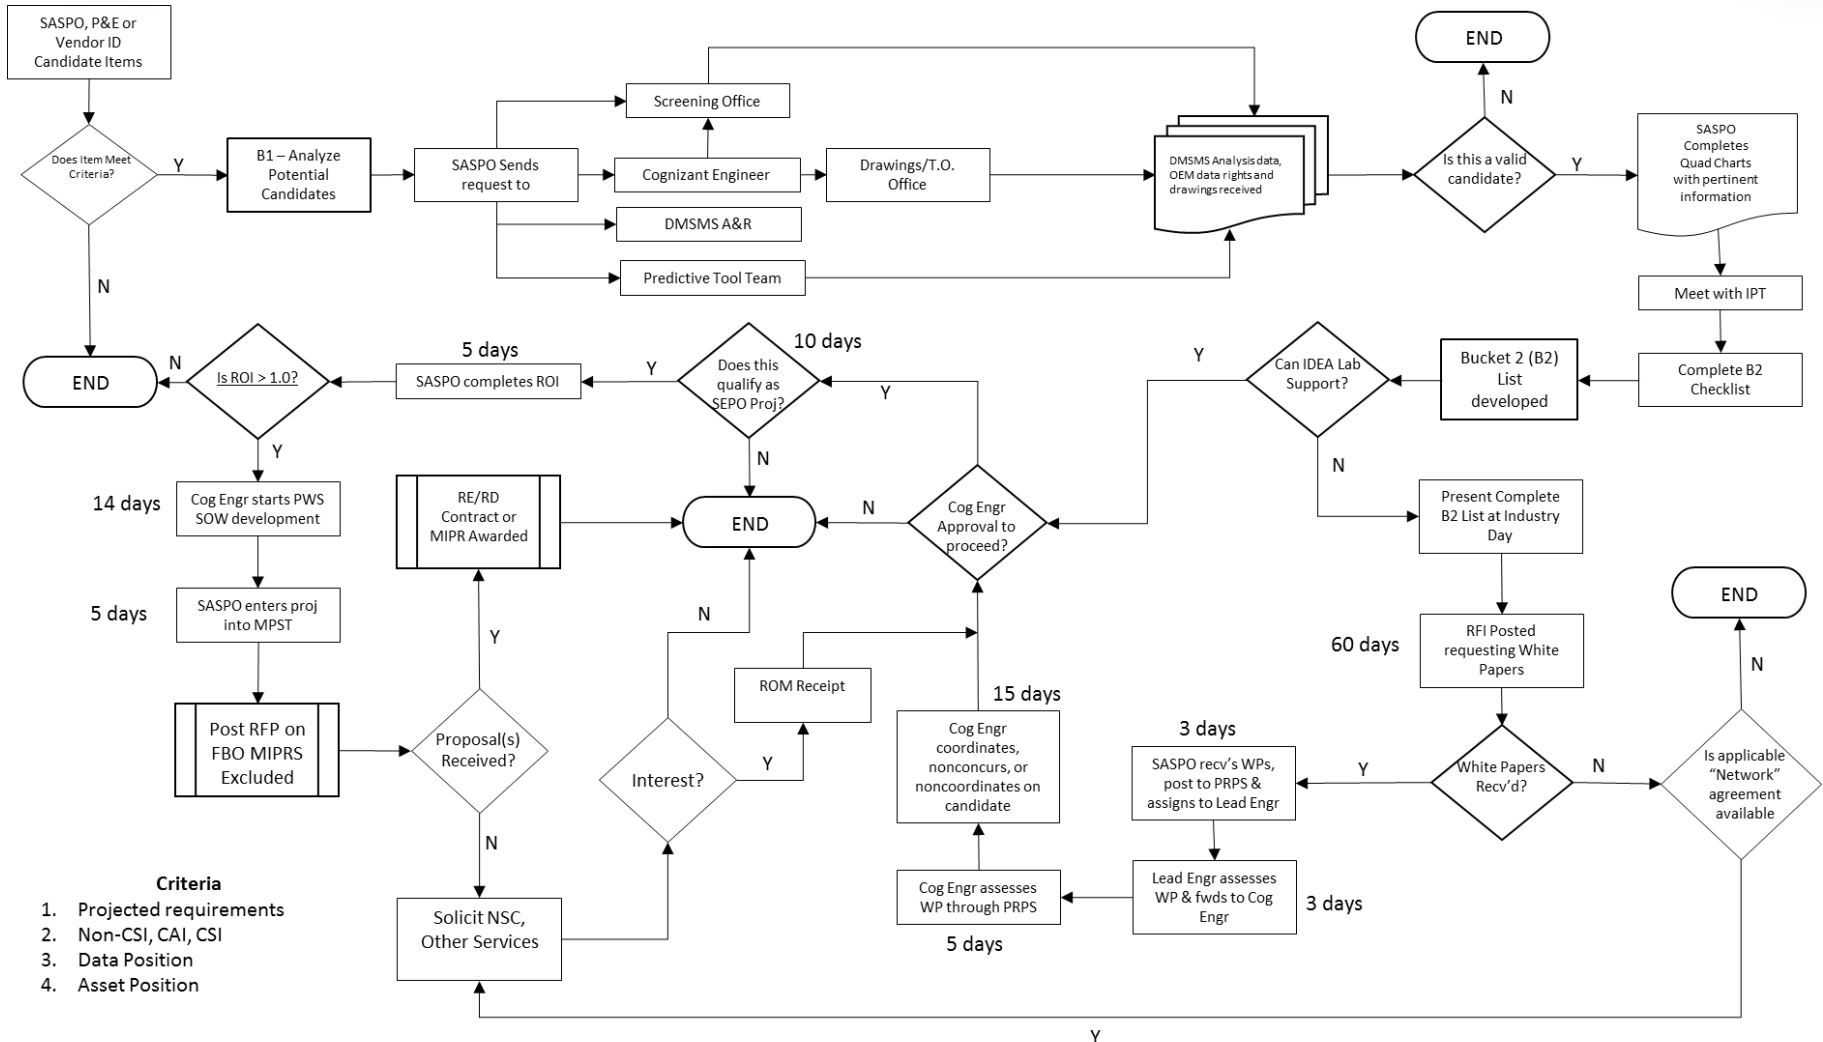 SASPO, P&E or
Vendor ID
Candidate Items
END
Screening Office
N
Does Item Meet
Criteria?
Y
B1 – Analyze
Potential
Candidates
SASPO Sends
request to
Cognizant Engineer
Drawings/T.O.
Office
DMSMS Analysis data,
OEM data rights and
drawings received
Is this a valid
candidate?
Y
SASPO
Completes
Quad Charts
with pertinent
information
DMSMS A&R
Predictive Tool Team
N
Meet with IPT
END
N
Is ROI > 1.0?
5 days
SASPO completes ROI
Y
Does this
qualify as
SEPO Proj?
10 days
Y
Y
Can IDEA Lab
Support?
Bucket 2 (B2)
List
developed
Complete B2
Checklist
Y
N
N
14 days
Cog Engr starts PWS
SOW development
RE/RD
Contract or
MIPR Awarded
END
N
Cog Engr
Approval to
proceed?
Present Complete
B2 List at Industry
Day
5 days
SASPO enters proj
into MPST
Y
N
ROM Receipt
15 days
60 days
RFI Posted
requesting White
Papers
END
N
Post RFP on
FBO MIPRS
Excluded
Proposal(s)
Received?
Interest?
Y
Cog Engr
coordinates,
nonconcurs, or
noncoordinates on
candidate
3 days
SASPO recv's WPs,
post to PRPS &
assigns to Lead Engr
Y
White Papers
Recv'd?
N
Is applicable
“Network”
agreement
available
N
Criteria
1. Projected requirements
2. Non-CSI, CAI, CSI
3. Data Position
4. Asset Position
Solicit NSC,
Other Services
Cog Engr assesses
WP through PRPS
5 days
Lead Engr assesses
WP & fwds to Cog
Engr
3 days
Y